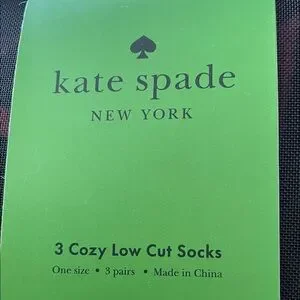 kate spade
NEW YORK
3 Cozy Low Cut Socks
One size • 3 pairs • Made in China